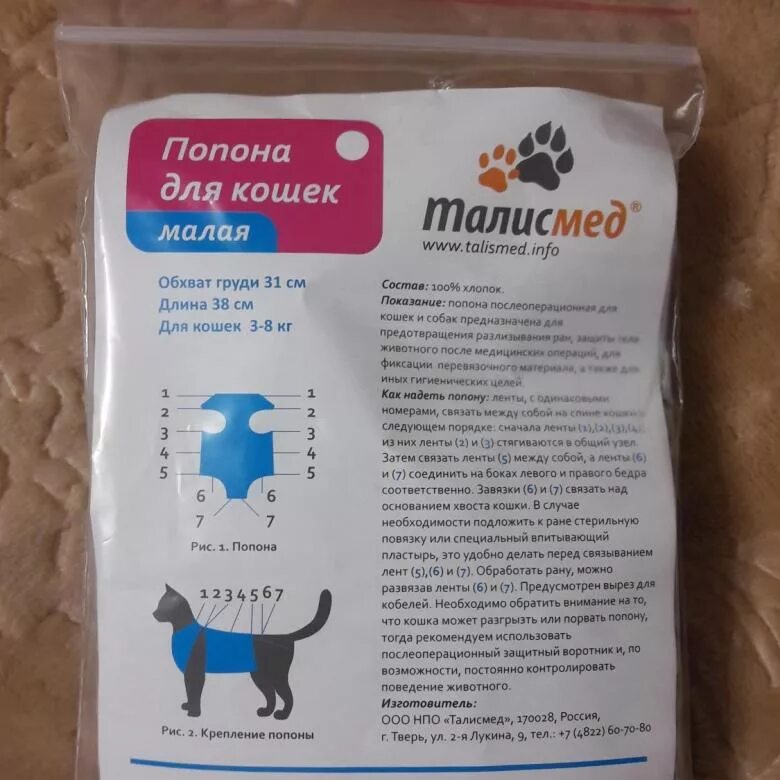 Попона
для кошек
малая
Талисмед®
www.talismed.info
Обхват груди 31 см
Длина 38 см
Для кошек 3-8 кг
1 1
2 2
3 3
4 4
5 5
6 6
7 7
Рис. 1. Попона
1 2 3 4 5 6 7
Рис. 2. Крепление попоны
Состав: 100% хлопок.
Показание: попона послеоперационная для
кошек и собак предназначена для
предотвращения разлизывания ран, защиты тела
животного после медицинских операций, для
фиксации перевязочного материала, а также для
иных гигиенических целей.
Как надеть попону: ленты, с одинаковыми
номерами, связать между собой на спине кошки в
следующем порядке: сначала ленты (1),(2),(3),(4),
из них ленты (2) и (3) стягиваются в общий узел.
Затем связать ленты (5) между собой, а ленты (6)
и (7) соединить на боках левого и правого бедра
соответственно. Завязки (6) и (7) связать над
основанием хвоста кошки. В случае
необходимости подложить к ране стерильную
повязку или специальный впитывающий
пластырь, это удобно делать перед связыванием
лент (5),(6) и (7). Обработать рану, можно
развязав ленты (6) и (7). Предусмотрен вырез для
кобелей. Необходимо обратить внимание на то,
что кошка может разгрызть или порвать попону,
тогда рекомендуем использовать
послеоперационный защитный воротник и, по
возможности, постоянно контролировать
поведение животного.
Изготовитель:
ООО НПО «Талисмед», 170028, Россия,
г. Тверь, ул. 2-я Лукина, 9, тел.: +7 (4822) 60-70-80